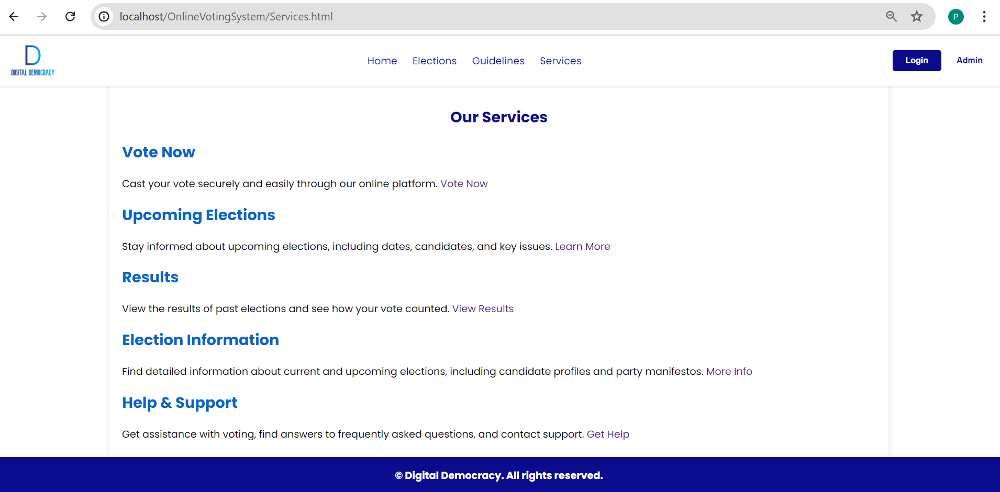 localhost/OnlineVotingSystem/Services.html
P
D
DIGITAL DEMOCRACY
Home Elections Guidelines Services
Login Admin
Our Services
Vote Now
Cast your vote securely and easily through our online platform. Vote Now
Upcoming Elections
Stay informed about upcoming elections, including dates, candidates, and key issues. Learn More
Results
View the results of past elections and see how your vote counted. View Results
Election Information
Find detailed information about current and upcoming elections, including candidate profiles and party manifestos. More Info
Help & Support
Get assistance with voting, find answers to frequently asked questions, and contact support. Get Help
© Digital Democracy. All rights reserved.